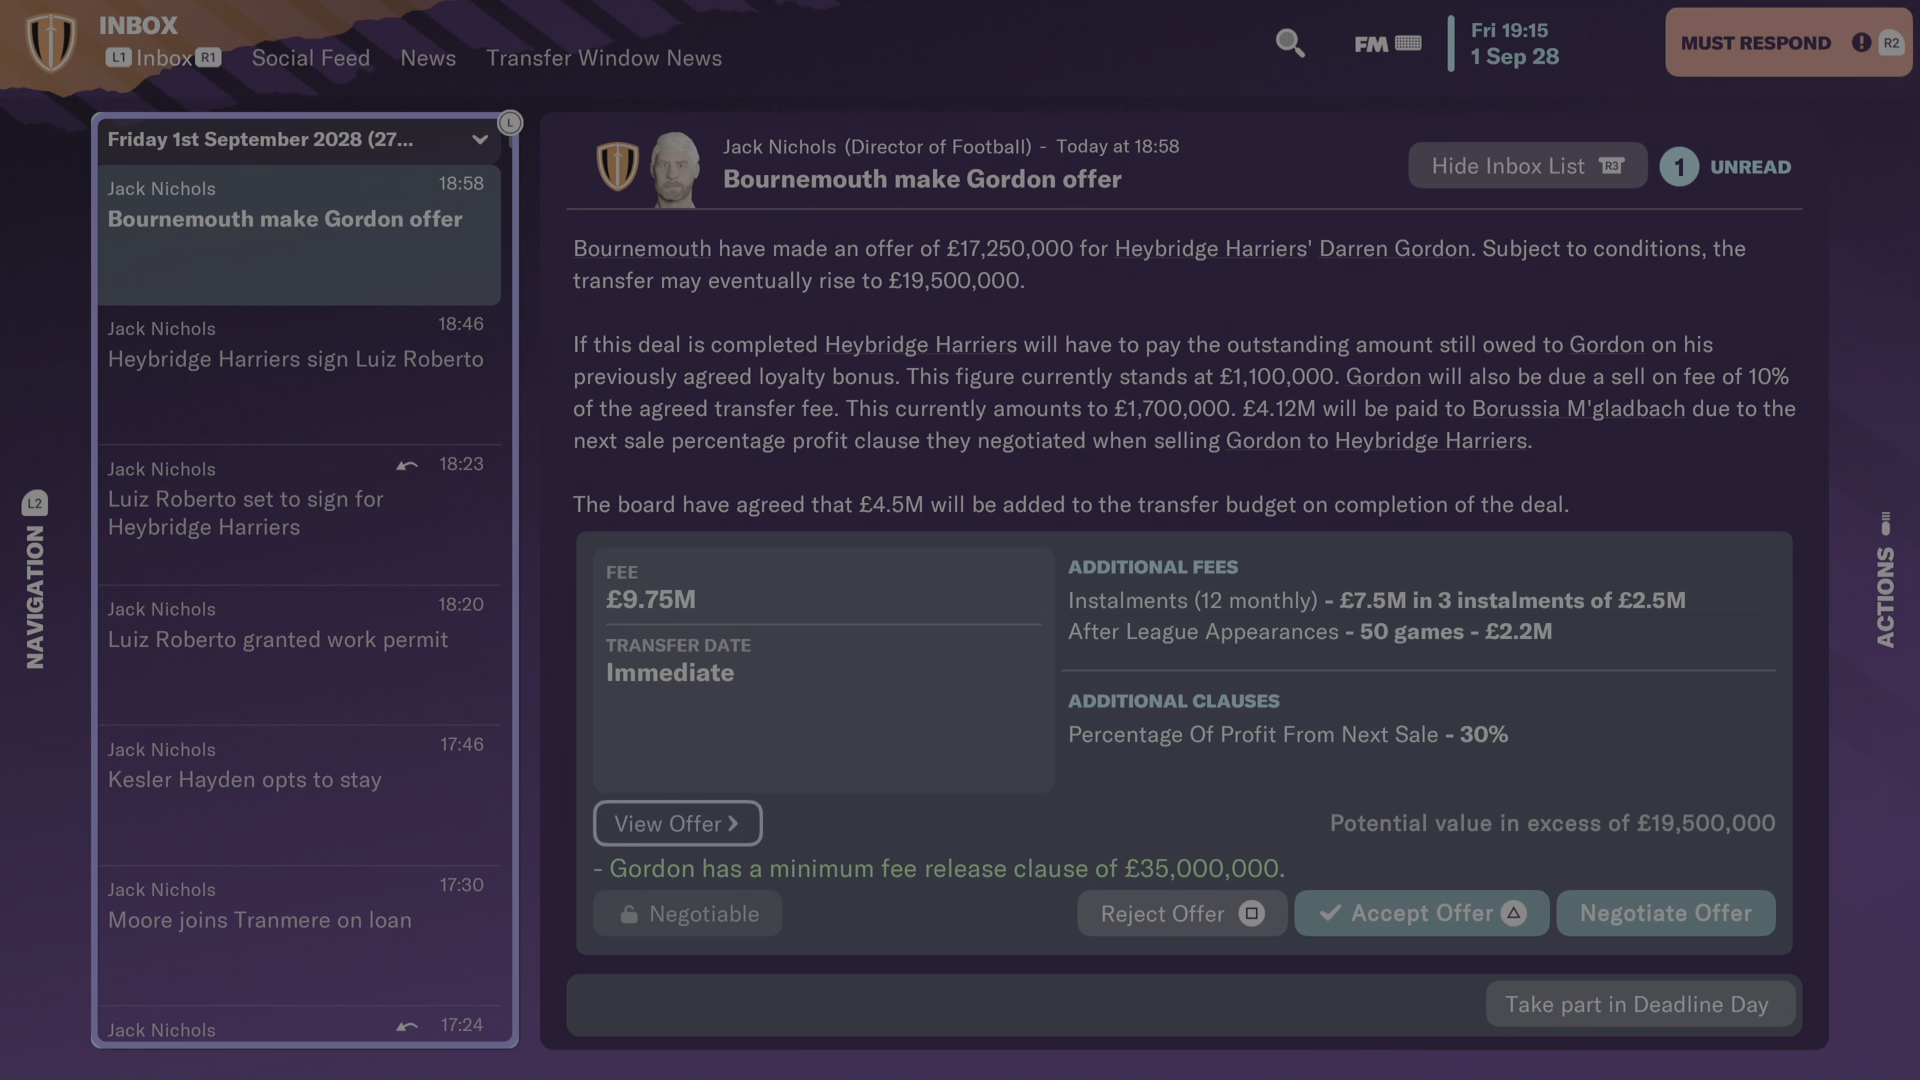 INBOX
L1 Inbox R1 Social Feed News Transfer Window News
FM
Fri 19:15
1 Sep 28
MUST RESPOND R2
L2 NAVIGATION
L
Friday 1st September 2028 (27...
Jack Nichols 18:58
Bournemouth make Gordon offer
Jack Nichols 18:46
Heybridge Harriers sign Luiz Roberto
Jack Nichols 18:23
Luiz Roberto set to sign for
Heybridge Harriers
Jack Nichols 18:20
Luiz Roberto granted work permit
Jack Nichols 17:46
Kesler Hayden opts to stay
Jack Nichols 17:30
Moore joins Tranmere on loan
Jack Nichols 17:24
Jack Nichols (Director of Football) - Today at 18:58
Bournemouth make Gordon offer
Hide Inbox List R3 1 UNREAD
Bournemouth have made an offer of £17,250,000 for Heybridge Harriers' Darren Gordon. Subject to conditions, the
transfer may eventually rise to £19,500,000.
If this deal is completed Heybridge Harriers will have to pay the outstanding amount still owed to Gordon on his
previously agreed loyalty bonus. This figure currently stands at £1,100,000. Gordon will also be due a sell on fee of 10%
of the agreed transfer fee. This currently amounts to £1,700,000. £4.12M will be paid to Borussia M'gladbach due to the
next sale percentage profit clause they negotiated when selling Gordon to Heybridge Harriers.
The board have agreed that £4.5M will be added to the transfer budget on completion of the deal.
FEE
£9.75M
TRANSFER DATE
Immediate
ADDITIONAL FEES
Instalments (12 monthly) - £7.5M in 3 instalments of £2.5M
After League Appearances - 50 games - £2.2M
ADDITIONAL CLAUSES
Percentage Of Profit From Next Sale - 30%
View Offer
Potential value in excess of £19,500,000
- Gordon has a minimum fee release clause of £35,000,000.
Negotiable
Reject Offer
Accept Offer
Negotiate Offer
Take part in Deadline Day
ACTIONS